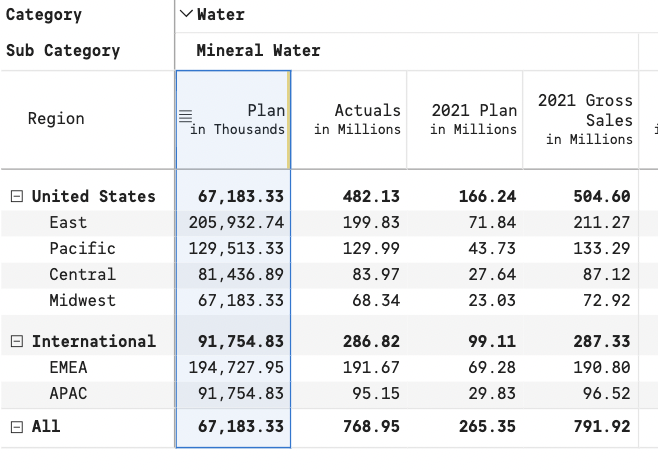 Category Water
Sub Category Mineral Water
Region Plan in Thousands Actuals in Millions 2021 Plan in Millions 2021 Gross Sales in Millions
United States 67,183.33 482.13 166.24 504.60
East 205,932.74 199.83 71.84 211.27
Pacific 129,513.33 129.99 43.73 133.29
Central 81,436.89 83.97 27.64 87.12
Midwest 67,183.33 68.34 23.03 72.92
International 91,754.83 286.82 99.11 287.33
EMEA 194,727.95 191.67 69.28 190.80
APAC 91,754.83 95.15 29.83 96.52
All 67,183.33 768.95 265.35 791.92